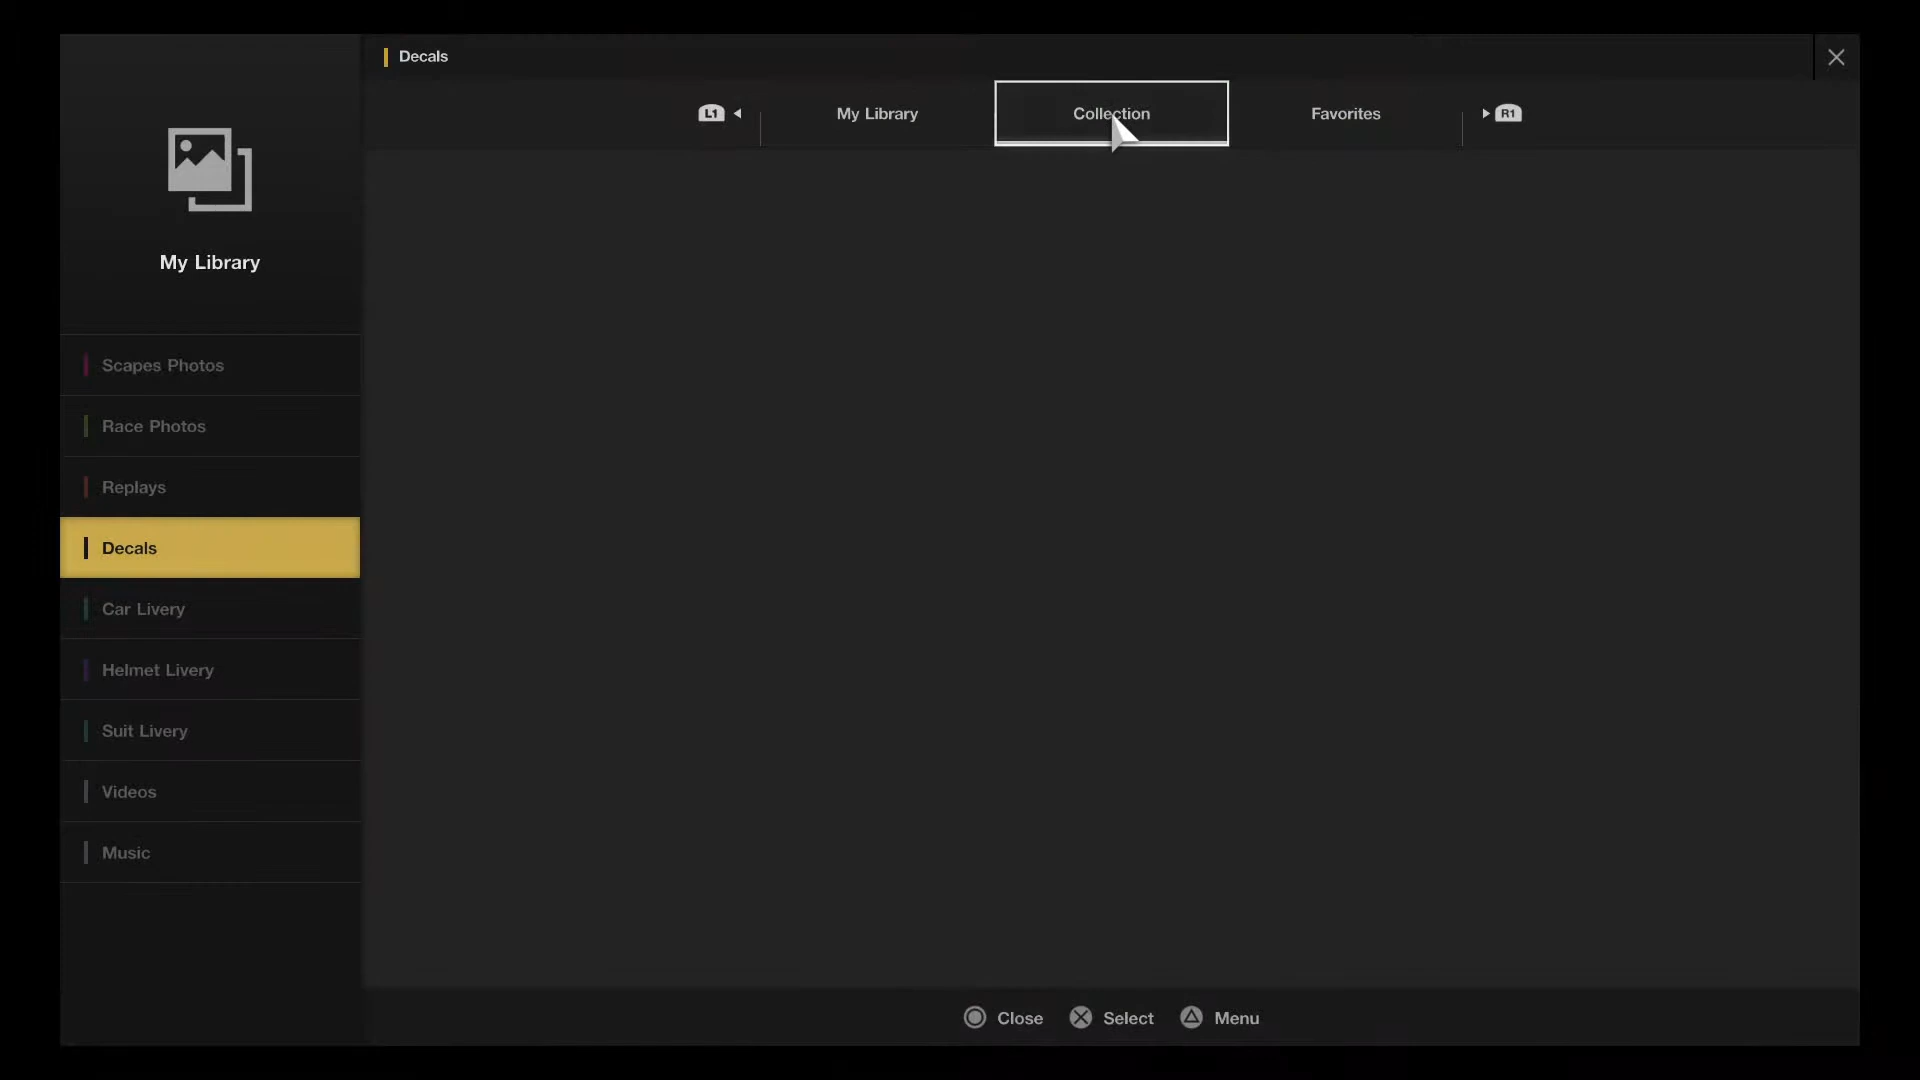 Decals
L1
My Library
Collection
Favorites
R1
My Library
Scapes Photos
Race Photos
Replays
Decals
Car Livery
Helmet Livery
Suit Livery
Videos
Music
Close
Select
Menu